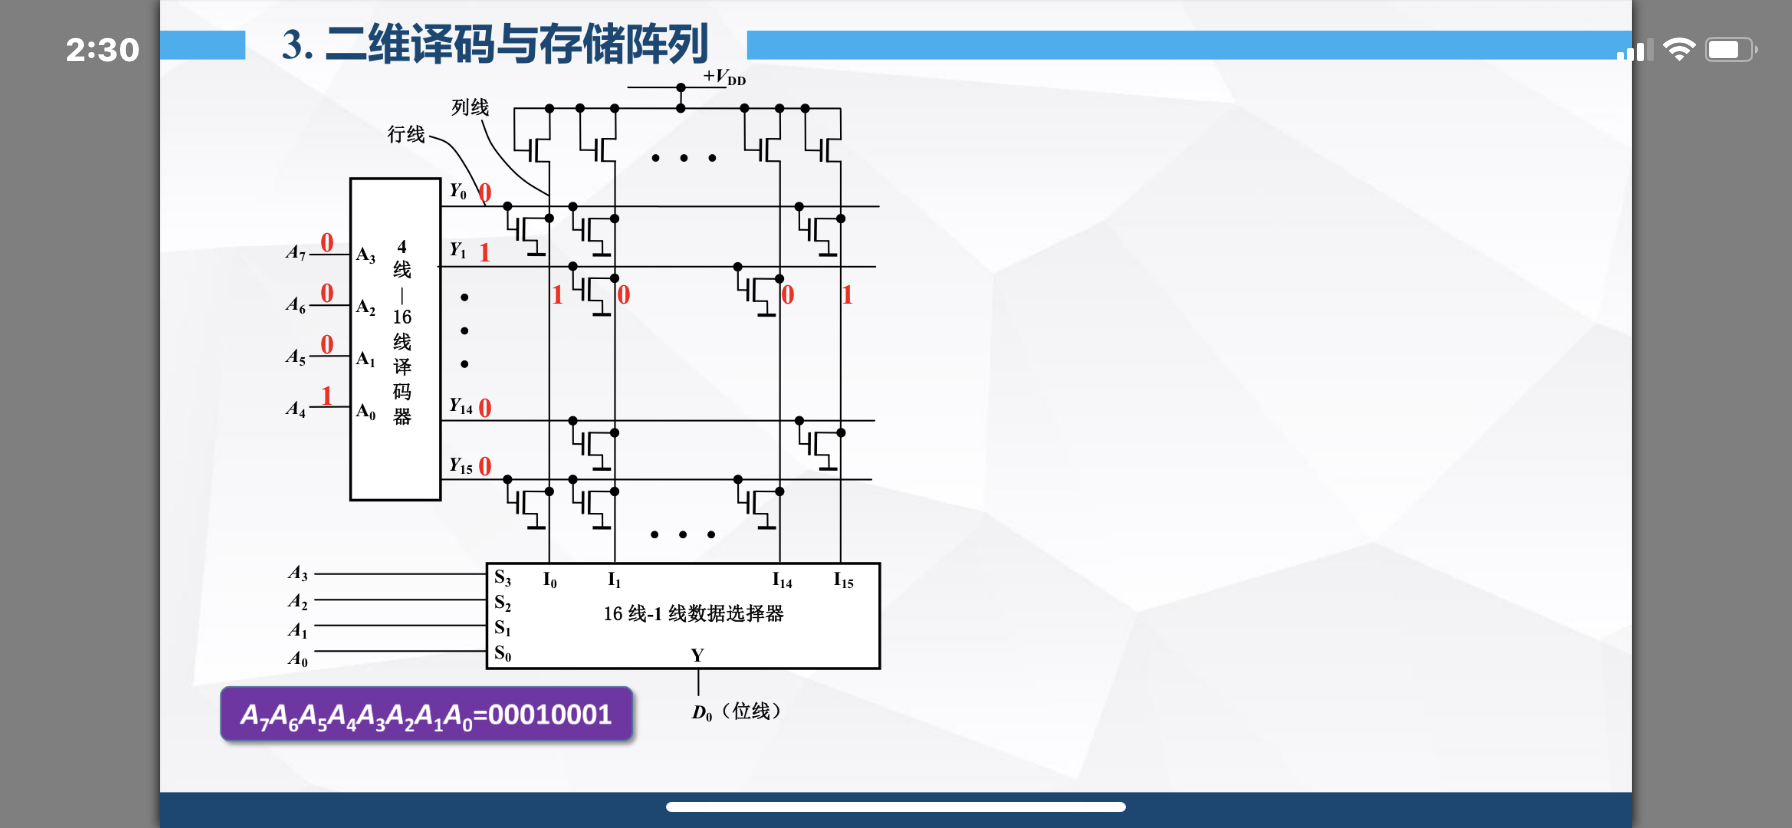 2:30
3. 二维译码与存储阵列
+V_DD
列线
行线
Y₀ 0
A₇ 0 A₃
4线—16线译码器
Y₁ 1
1 0 0 1
A₆ 0 A₂
A₅ 0 A₁
A₄ 1 A₀
Y₁₄ 0
Y₁₅ 0
A₃ S₃ I₀ I₁ I₁₄ I₁₅
A₂ S₂
16 线-1 线数据选择器
A₁ S₁
A₀ S₀ Y
D₀（位线）
A₇A₆A₅A₄A₃A₂A₁A₀=00010001